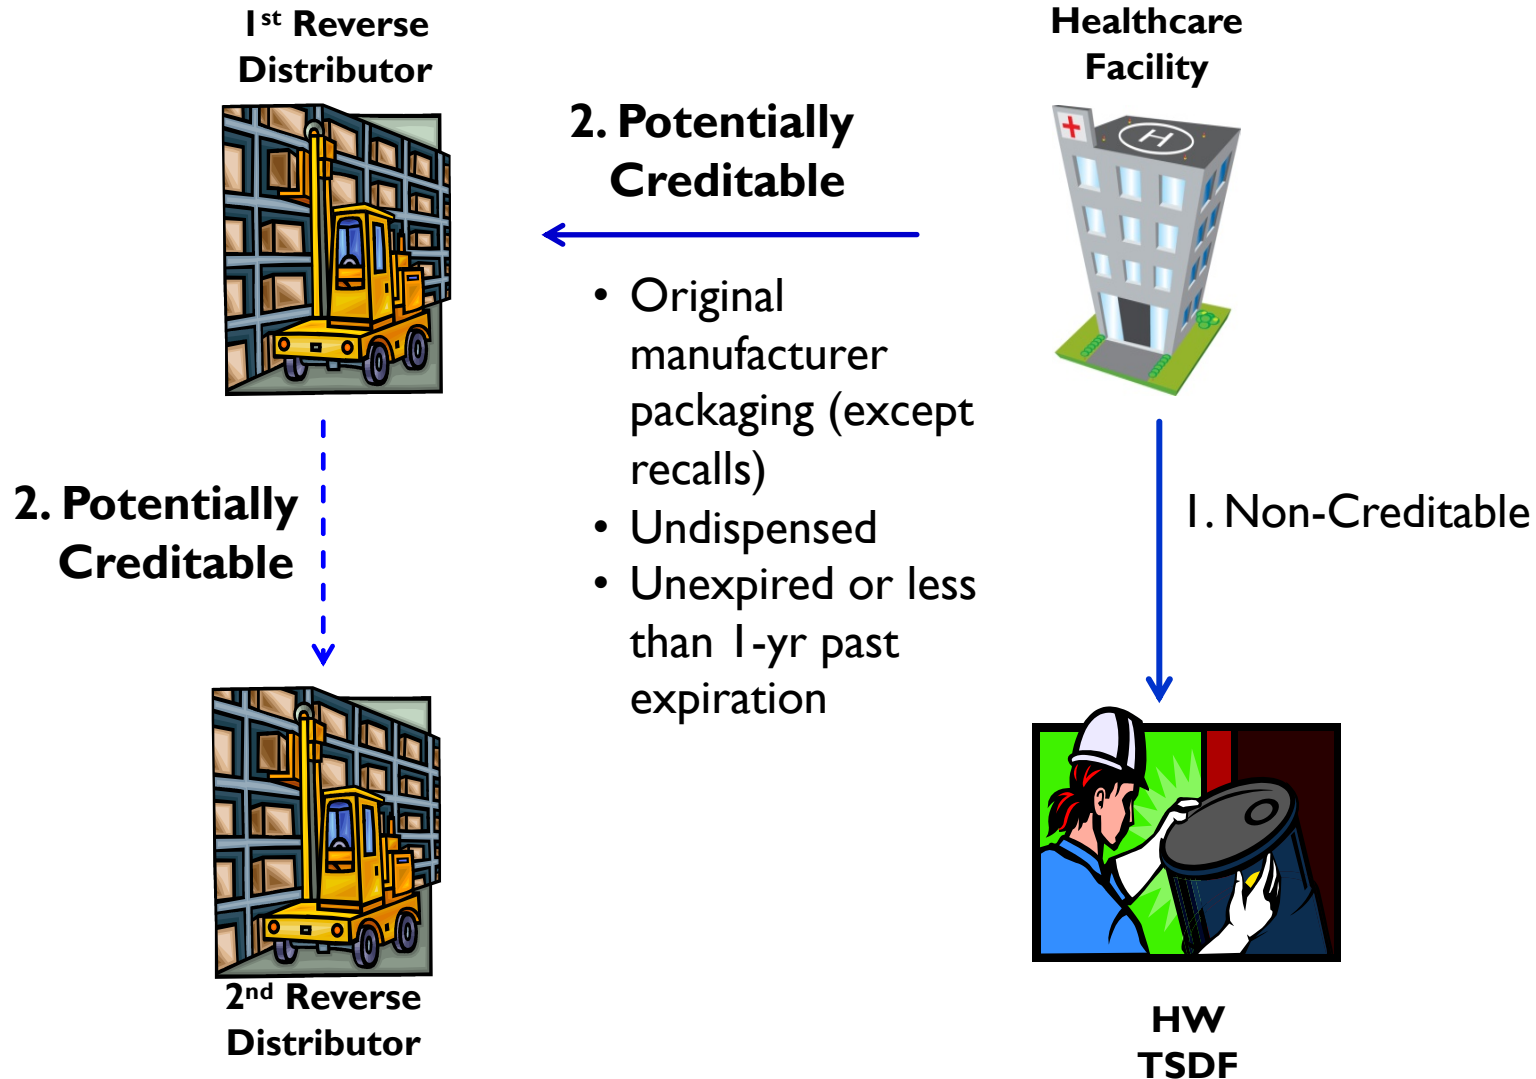 1st Reverse
Distributor
Healthcare
Facility
H
2. Potentially
Creditable
• Original
manufacturer
packaging (except
recalls)
• Undispensed
• Unexpired or less
than 1-yr past
expiration
2. Potentially
Creditable
1. Non-Creditable
2nd Reverse
Distributor
HW
TSDF